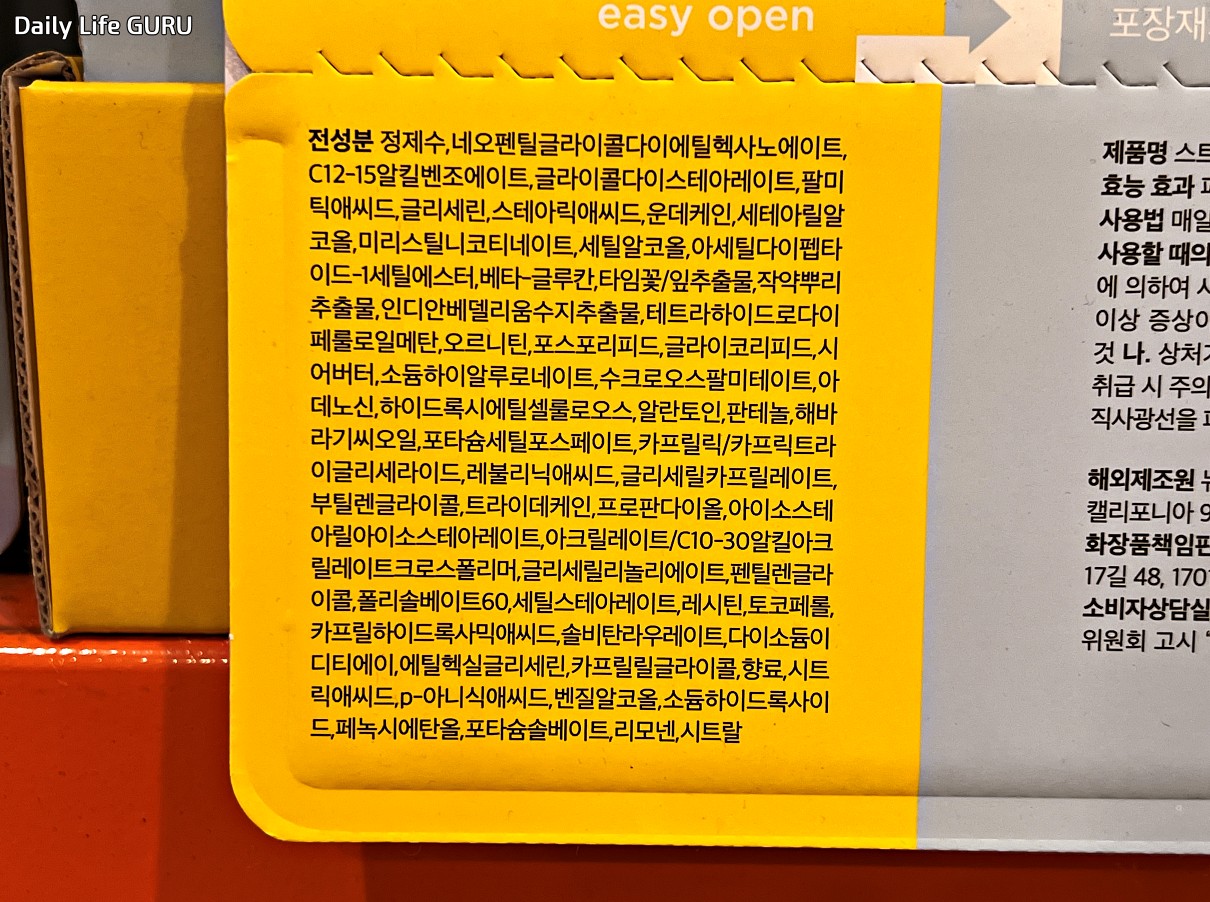 Daily Life GURU
easy open
포장재
전성분 정제수,네오펜틸글라이콜다이에틸헥사노에이트,
C12-15알킬벤조에이트,글라이콜다이스테아레이트,팔미
틱애씨드,글리세린,스테아릭애씨드,운데케인,세테아릴알
코올,미리스틸니코티네이트,세틸알코올,아세틸다이펩타
이드-1세틸에스터,베타-글루칸,타임꽃/잎추출물,작약뿌리
추출물,인디안베델리움수지추출물,테트라하이드로다이
페룰로일메탄,오르니틴,포스포리피드,글라이코리피드,시
어버터,소듐하이알루로네이트,수크로오스팔미테이트,아
데노신,하이드록시에틸셀룰로오스,알란토인,판테놀,해바
라기씨오일,포타슘세틸포스페이트,카프릴릭/카프릭트라
이글리세라이드,레불리닉애씨드,글리세릴카프릴레이트,
부틸렌글라이콜,트라이데케인,프로판다이올,아이소스테
아릴아이소스테아레이트,아크릴레이트/C10-30알킬아크
릴레이트크로스폴리머,글리세릴리놀리에이트,펜틸렌글라
이콜,폴리솔베이트60,세틸스테아레이트,레시틴,토코페롤,
카프릴하이드록사믹애씨드,솔비탄라우레이트,다이소듐이
디티에이,에틸헥실글리세린,카프릴릴글라이콜,향료,시트
릭애씨드,p-아니식애씨드,벤질알코올,소듐하이드록사이
드,페녹시에탄올,포타슘솔베이트,리모넨,시트랄
제품명 스트
효능 효과
사용법 매일
사용할 때의
에 의하여
이상 증상이
것 나. 상처
취급 시 주의
직사광선을
해외제조원
캘리포니아 9
화장품책임판
17길 48, 170
소비자상담실
위원회 고시 "